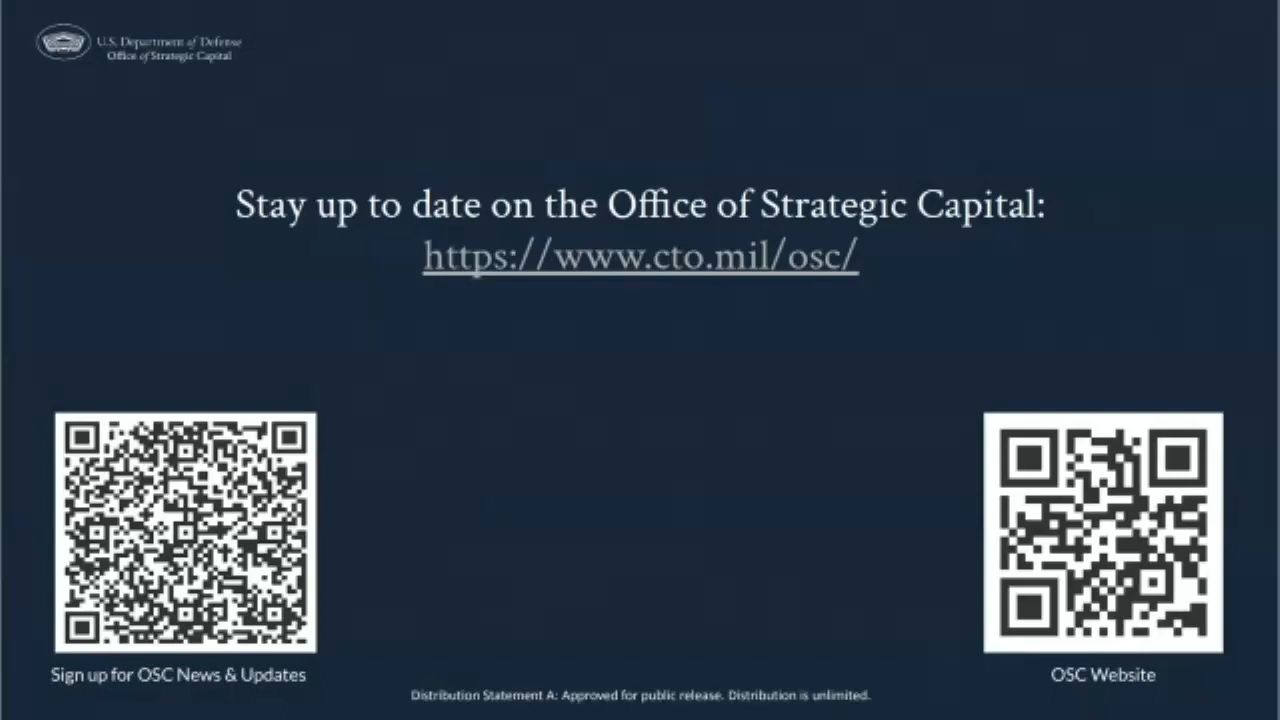 U.S. Department of Defense
Office of Strategic Capital
Stay up to date on the Office of Strategic Capital:
https://www.cto.mil/osc/
Sign up for OSC News & Updates
OSC Website
Distribution Statement A: Approved for public release. Distribution is unlimited.